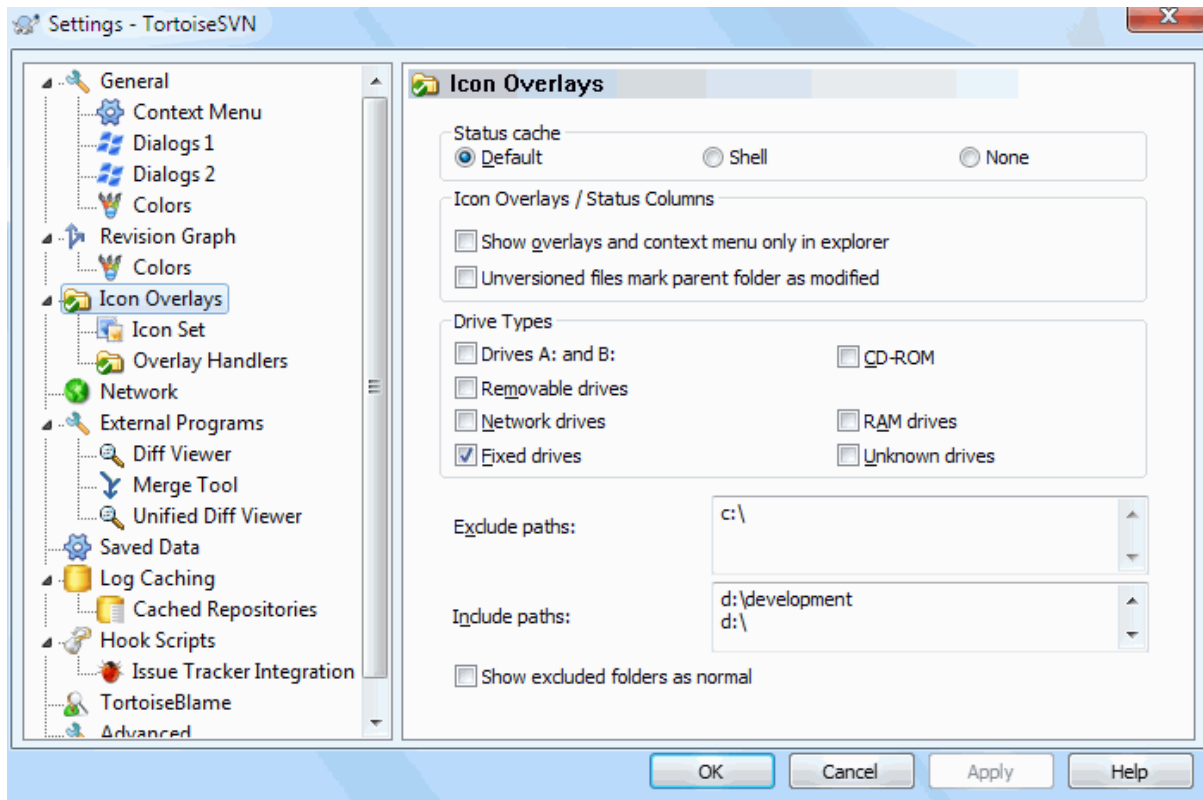 Settings - TortoiseSVN
General
Context Menu
Dialogs 1
Dialogs 2
Colors
Revision Graph
Colors
Icon Overlays
Icon Set
Overlay Handlers
Network
External Programs
Diff Viewer
Merge Tool
Unified Diff Viewer
Saved Data
Log Caching
Cached Repositories
Hook Scripts
Issue Tracker Integration
TortoiseBlame
Advanced
Icon Overlays
Status cache
Default Shell None
Icon Overlays / Status Columns
Show overlays and context menu only in explorer
Unversioned files mark parent folder as modified
Drive Types
Drives A: and B: CD-ROM
Removable drives
Network drives RAM drives
Fixed drives Unknown drives
Exclude paths: c:\
Include paths: d:\development
d:\
Show excluded folders as normal
OK Cancel Apply Help